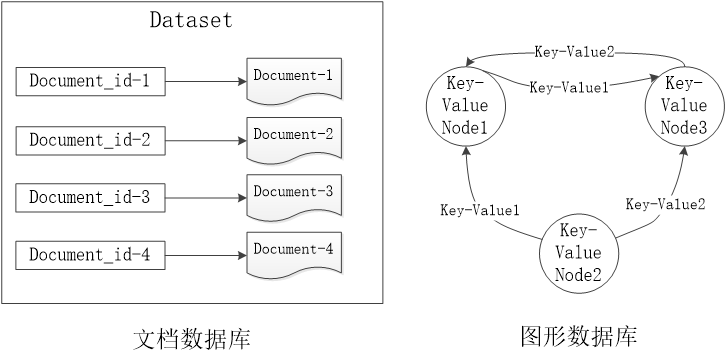 Dataset
Document_id-1
Document-1
Document_id-2
Document-2
Document_id-3
Document-3
Document_id-4
Document-4
文档数据库
Key-Value2
Key-Value1
Key-
Value
Node1
Key-
Value
Node3
Key-Value1
Key-Value2
Key-
Value
Node2
图形数据库